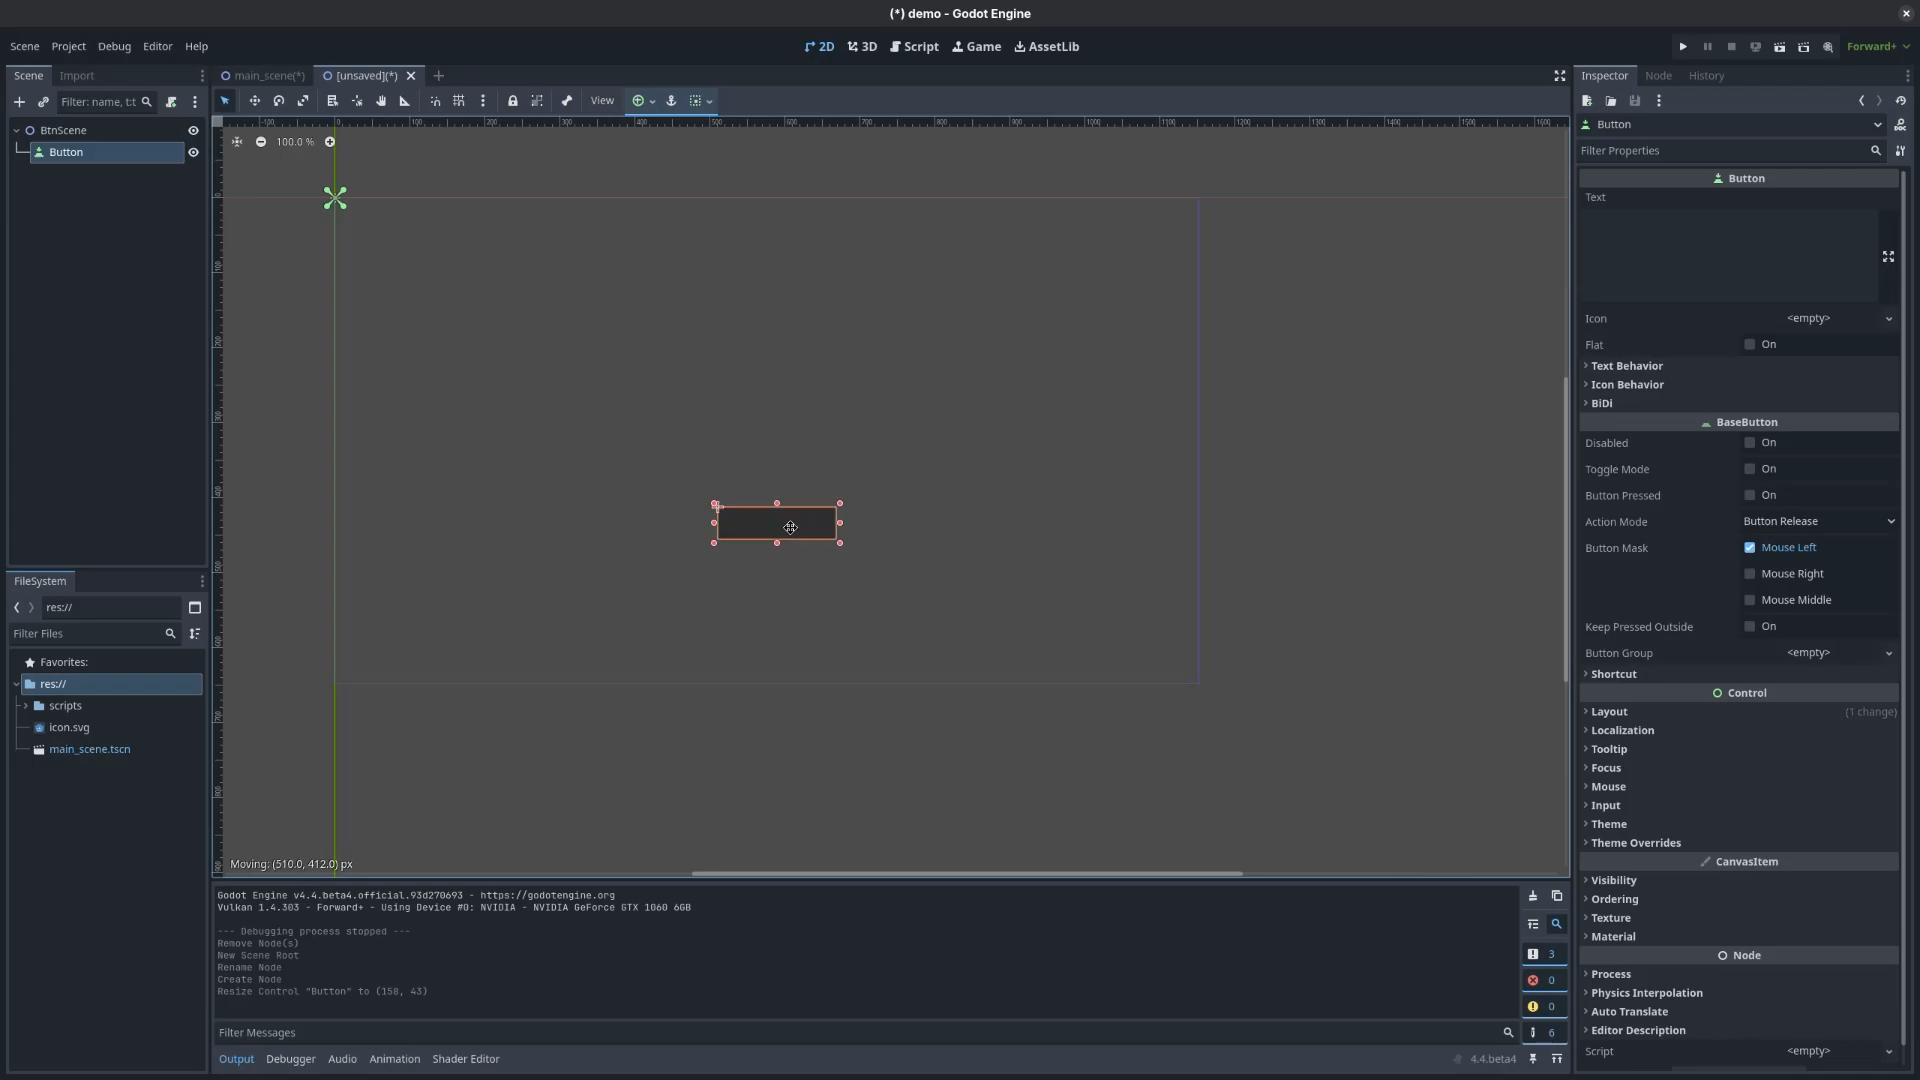 (*) demo - Godot Engine
Scene Project Debug Editor Help
2D 3D Script Game AssetLib
Forward+
Scene Import
main_scene(*) [unsaved](*)
Inspector Node History
Filter: name, t:t
View
BtnScene
Button
100.0 %
Button
Filter Properties
Button
Text
Icon <empty>
Flat On
Text Behavior
Icon Behavior
BiDi
BaseButton
Disabled On
Toggle Mode On
Button Pressed On
Action Mode Button Release
Button Mask Mouse Left
Mouse Right
Mouse Middle
Keep Pressed Outside On
Button Group <empty>
Shortcut
Control
Layout (1 change)
Localization
Tooltip
Focus
Mouse
Input
Theme
Theme Overrides
CanvasItem
Visibility
Ordering
Texture
Material
Node
Process
Physics Interpolation
Auto Translate
Editor Description
Script <empty>
FileSystem
res://
Filter Files
Favorites:
res://
scripts
icon.svg
main_scene.tscn
Moving: (510.0, 412.0) px
Godot Engine v4.4.beta4.official.93d270693 - https://godotengine.org
Vulkan 1.4.303 - Forward+ - Using Device #0: NVIDIA - NVIDIA GeForce GTX 1060 6GB
--- Debugging process stopped ---
Remove Node(s)
New Scene Root
Rename Node
Create Node
Resize Control "Button" to (158, 43)
3
0
0
6
Filter Messages
Output Debugger Audio Animation Shader Editor
4.4.beta4